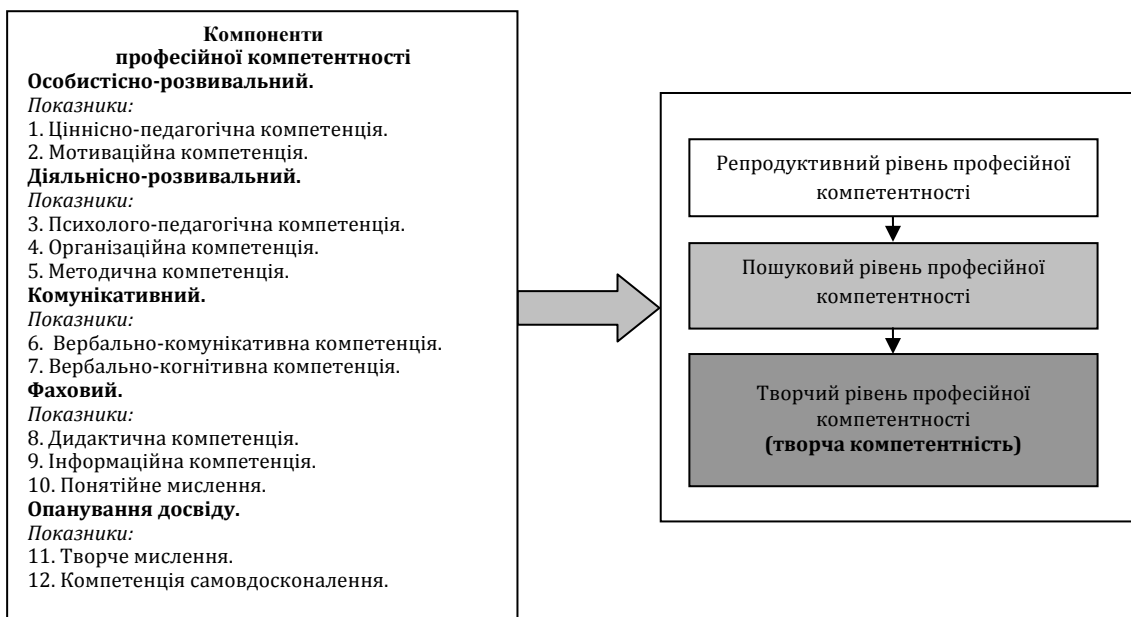 Компоненти
професійної компетентності
Особистісно-розвивальний.
Показники:
1. Ціннісно-педагогічна компетенція.
2. Мотиваційна компетенція.
Діяльнісно-розвивальний.
Показники:
3. Психолого-педагогічна компетенція.
4. Організаційна компетенція.
5. Методична компетенція.
Комунікативний.
Показники:
6. Вербально-комунікативна компетенція.
7. Вербально-когнітивна компетенція.
Фаховий.
Показники:
8. Дидактична компетенція.
9. Інформаційна компетенція.
10. Понятійне мислення.
Опанування досвіду.
Показники:
11. Творче мислення.
12. Компетенція самовдосконалення.
Репродуктивний рівень професійної
компетентності
Пошуковий рівень професійної
компетентності
Творчий рівень професійної
компетентності
(творча компетентність)